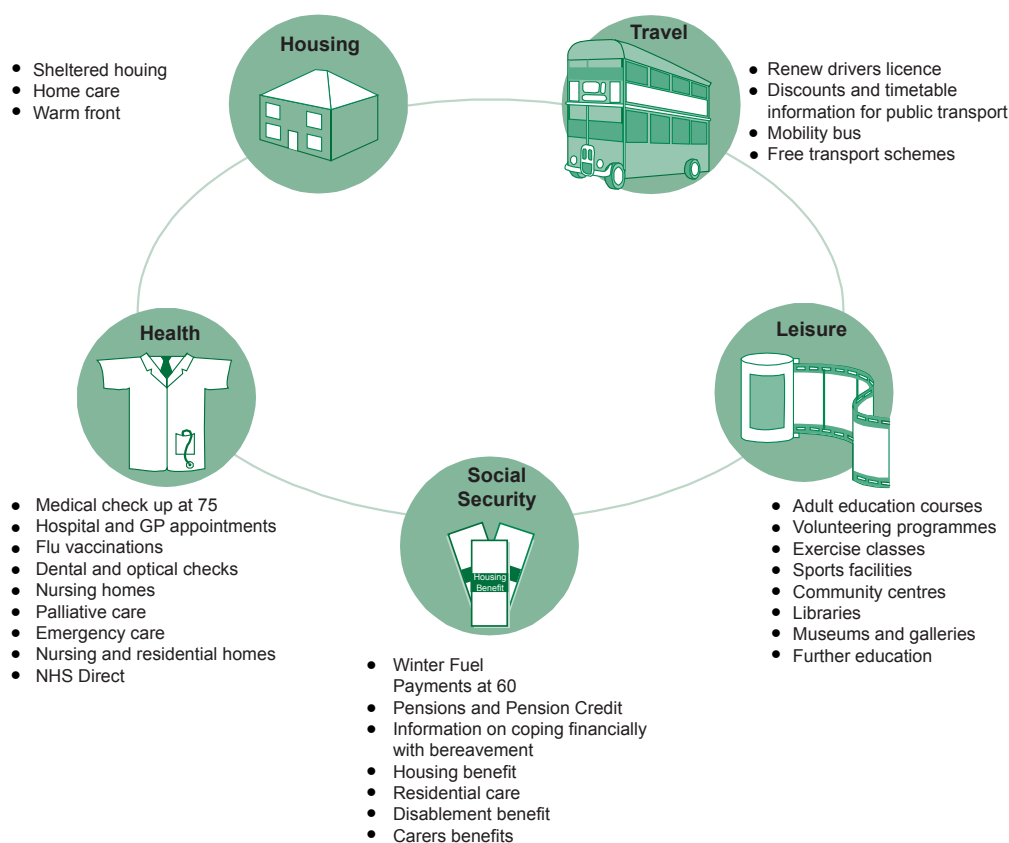 Housing
• Sheltered houing
• Home care
• Warm front
Travel
• Renew drivers licence
• Discounts and timetable
information for public transport
• Mobility bus
• Free transport schemes
Health
• Medical check up at 75
• Hospital and GP appointments
• Flu vaccinations
• Dental and optical checks
• Nursing homes
• Palliative care
• Emergency care
• Nursing and residential homes
• NHS Direct
Social
Security
Housing
Benefit
• Winter Fuel
Payments at 60
• Pensions and Pension Credit
• Information on coping financially
with bereavement
• Housing benefit
• Residential care
• Disablement benefit
• Carers benefits
Leisure
• Adult education courses
• Volunteering programmes
• Exercise classes
• Sports facilities
• Community centres
• Libraries
• Museums and galleries
• Further education